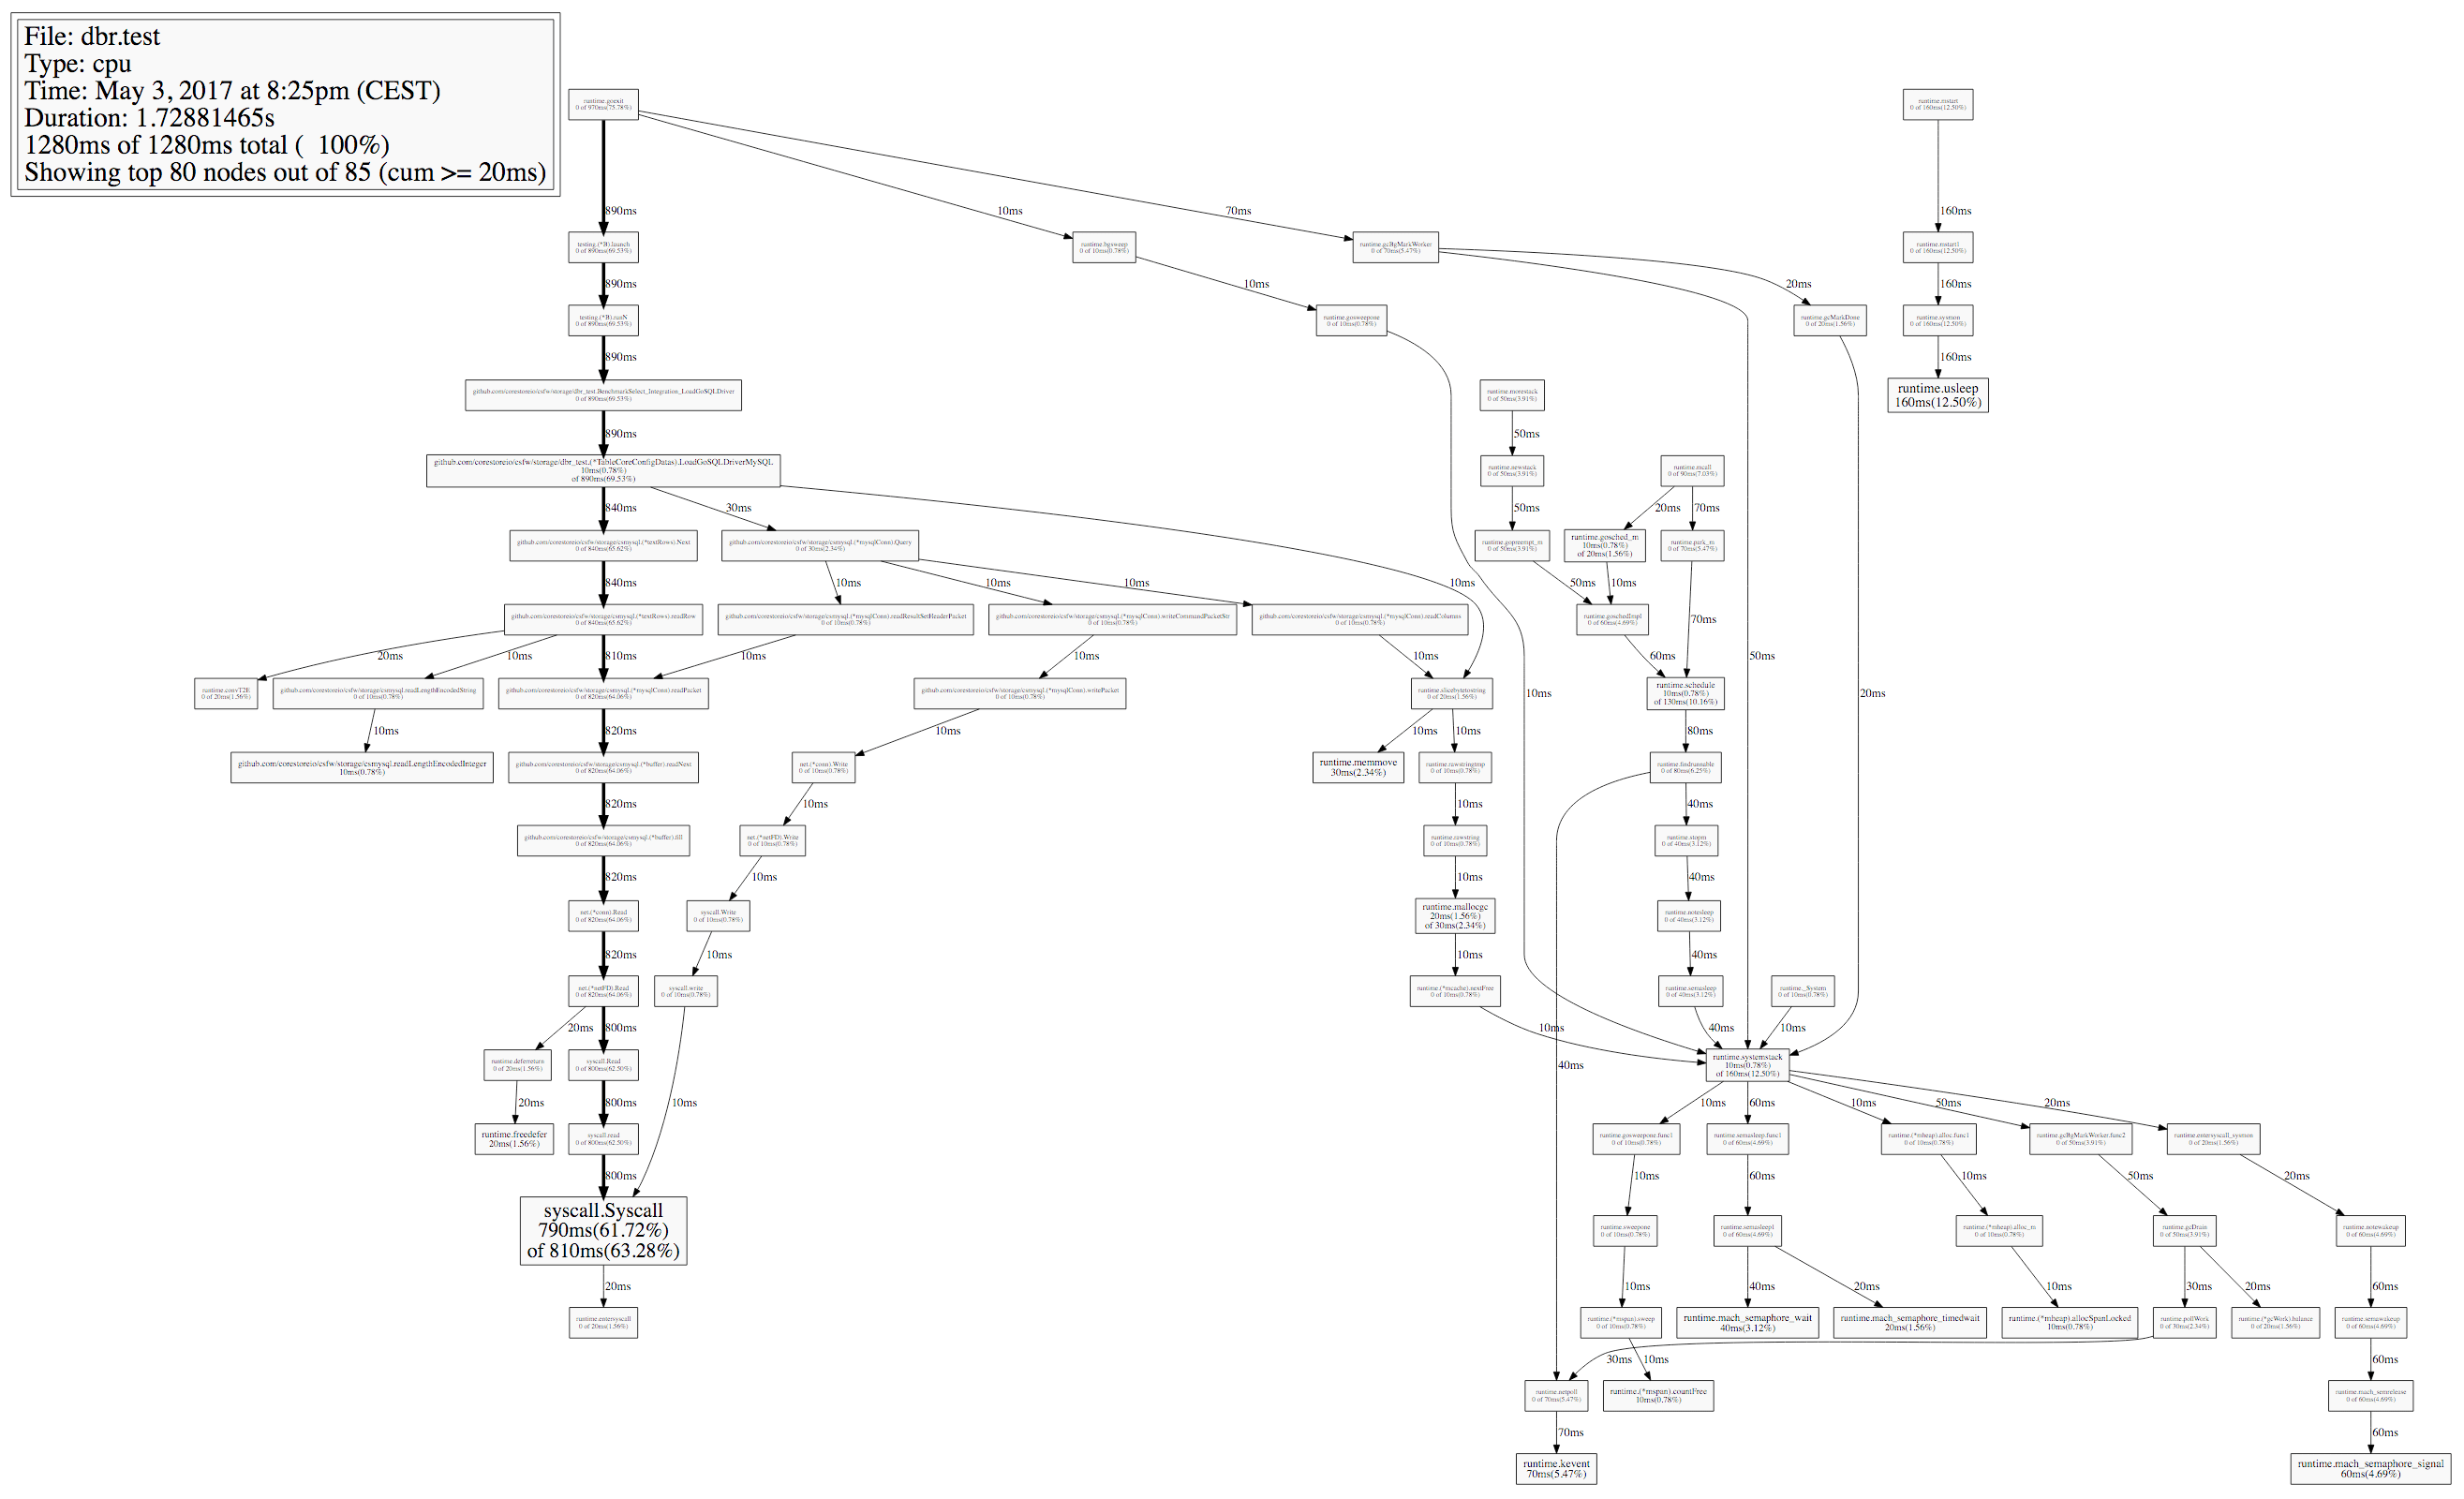 File: dbr.test
Type: cpu
Time: May 3, 2017 at 8:25pm (CEST)
Duration: 1.72881465s
1280ms of 1280ms total (  100%)
Showing top 80 nodes out of 85 (cum >= 20ms)
runtime.goexit
0 of 970ms(75.78%)
runtime.mstart
0 of 160ms(12.50%)
890ms
10ms
70ms
160ms
testing.(*B).launch
0 of 890ms(69.53%)
runtime.bgsweep
0 of 10ms(0.78%)
runtime.gcBgMarkWorker
0 of 70ms(5.47%)
runtime.mstart1
0 of 160ms(12.50%)
890ms
10ms
20ms
160ms
testing.(*B).runN
0 of 890ms(69.53%)
runtime.gosweepone
0 of 10ms(0.78%)
runtime.gcMarkDone
0 of 20ms(1.56%)
runtime.sysmon
0 of 160ms(12.50%)
890ms
160ms
github.com/corestoreio/csfw/storage/dbr_test.BenchmarkSelect_Integration_LoadGoSQLDriver
0 of 890ms(69.53%)
runtime.morestack
0 of 50ms(3.91%)
runtime.usleep
160ms(12.50%)
890ms
50ms
github.com/corestoreio/csfw/storage/dbr_test.(*TableCoreConfigDatas).LoadGoSQLDriverMySQL
10ms(0.78%)
of 890ms(69.53%)
runtime.newstack
0 of 50ms(3.91%)
runtime.mcall
0 of 90ms(7.03%)
840ms
30ms
50ms
20ms
70ms
github.com/corestoreio/csfw/storage/csmysql.(*textRows).Next
0 of 840ms(65.62%)
github.com/corestoreio/csfw/storage/csmysql.(*mysqlConn).Query
0 of 30ms(2.34%)
runtime.gopreempt_m
0 of 50ms(3.91%)
runtime.gosched_m
10ms(0.78%)
of 20ms(1.56%)
runtime.park_m
0 of 70ms(5.47%)
840ms
10ms
10ms
10ms
10ms
50ms
10ms
github.com/corestoreio/csfw/storage/csmysql.(*textRows).readRow
0 of 840ms(65.62%)
github.com/corestoreio/csfw/storage/csmysql.(*mysqlConn).readResultSetHeaderPacket
0 of 10ms(0.78%)
github.com/corestoreio/csfw/storage/csmysql.(*mysqlConn).writeCommandPacketStr
0 of 10ms(0.78%)
github.com/corestoreio/csfw/storage/csmysql.(*mysqlConn).readColumns
0 of 10ms(0.78%)
runtime.goschedImpl
0 of 60ms(4.69%)
70ms
20ms
10ms
810ms
10ms
10ms
10ms
60ms
50ms
runtime.convT2E
0 of 20ms(1.56%)
github.com/corestoreio/csfw/storage/csmysql.readLengthEncodedString
0 of 10ms(0.78%)
github.com/corestoreio/csfw/storage/csmysql.(*mysqlConn).readPacket
0 of 820ms(64.06%)
github.com/corestoreio/csfw/storage/csmysql.(*mysqlConn).writePacket
0 of 10ms(0.78%)
runtime.slicebytetostring
0 of 20ms(1.56%)
10ms
runtime.schedule
10ms(0.78%)
of 130ms(10.16%)
20ms
10ms
820ms
10ms
10ms
10ms
80ms
github.com/corestoreio/csfw/storage/csmysql.readLengthEncodedInteger
10ms(0.78%)
github.com/corestoreio/csfw/storage/csmysql.(*buffer).readNext
0 of 820ms(64.06%)
net.(*conn).Write
0 of 10ms(0.78%)
runtime.memmove
30ms(2.34%)
runtime.rawstringtmp
0 of 10ms(0.78%)
runtime.findrunnable
0 of 80ms(6.25%)
820ms
10ms
10ms
40ms
github.com/corestoreio/csfw/storage/csmysql.(*buffer).fill
0 of 820ms(64.06%)
net.(*netFD).Write
0 of 10ms(0.78%)
runtime.rawstring
0 of 10ms(0.78%)
runtime.stopm
0 of 40ms(3.12%)
820ms
10ms
10ms
40ms
net.(*conn).Read
0 of 820ms(64.06%)
syscall.Write
0 of 10ms(0.78%)
runtime.mallocgc
20ms(1.56%)
of 30ms(2.34%)
runtime.notesleep
0 of 40ms(3.12%)
820ms
10ms
10ms
40ms
net.(*netFD).Read
0 of 820ms(64.06%)
syscall.write
0 of 10ms(0.78%)
runtime.(*mcache).nextFree
0 of 10ms(0.78%)
runtime.semasleep
0 of 40ms(3.12%)
runtime._System
0 of 10ms(0.78%)
20ms
800ms
10ms
40ms
10ms
runtime.deferreturn
0 of 20ms(1.56%)
syscall.Read
0 of 800ms(62.50%)
40ms
runtime.systemstack
10ms(0.78%)
of 160ms(12.50%)
20ms
800ms
10ms
10ms
60ms
10ms
50ms
20ms
runtime.freedefer
20ms(1.56%)
syscall.read
0 of 800ms(62.50%)
runtime.gosweepone.func1
0 of 10ms(0.78%)
runtime.semasleep.func1
0 of 60ms(4.69%)
runtime.(*mheap).alloc.func1
0 of 10ms(0.78%)
runtime.gcBgMarkWorker.func2
0 of 50ms(3.91%)
runtime.entersyscall_sysmon
0 of 20ms(1.56%)
800ms
10ms
60ms
10ms
50ms
20ms
syscall.Syscall
790ms(61.72%)
of 810ms(63.28%)
runtime.sweepone
0 of 10ms(0.78%)
runtime.semasleep1
0 of 60ms(4.69%)
runtime.(*mheap).alloc_m
0 of 10ms(0.78%)
runtime.gcDrain
0 of 50ms(3.91%)
runtime.notewakeup
0 of 60ms(4.69%)
20ms
10ms
40ms
20ms
10ms
30ms
20ms
60ms
runtime.entersyscall
0 of 20ms(1.56%)
runtime.(*mspan).sweep
0 of 10ms(0.78%)
runtime.mach_semaphore_wait
40ms(3.12%)
runtime.mach_semaphore_timedwait
20ms(1.56%)
runtime.(*mheap).allocSpanLocked
10ms(0.78%)
runtime.pollWork
0 of 30ms(2.34%)
runtime.(*gcWork).balance
0 of 20ms(1.56%)
runtime.semawakeup
0 of 60ms(4.69%)
30ms
10ms
60ms
runtime.netpoll
0 of 70ms(5.47%)
runtime.(*mspan).countFree
10ms(0.78%)
runtime.mach_semrelease
0 of 60ms(4.69%)
70ms
60ms
runtime.kevent
70ms(5.47%)
runtime.mach_semaphore_signal
60ms(4.69%)